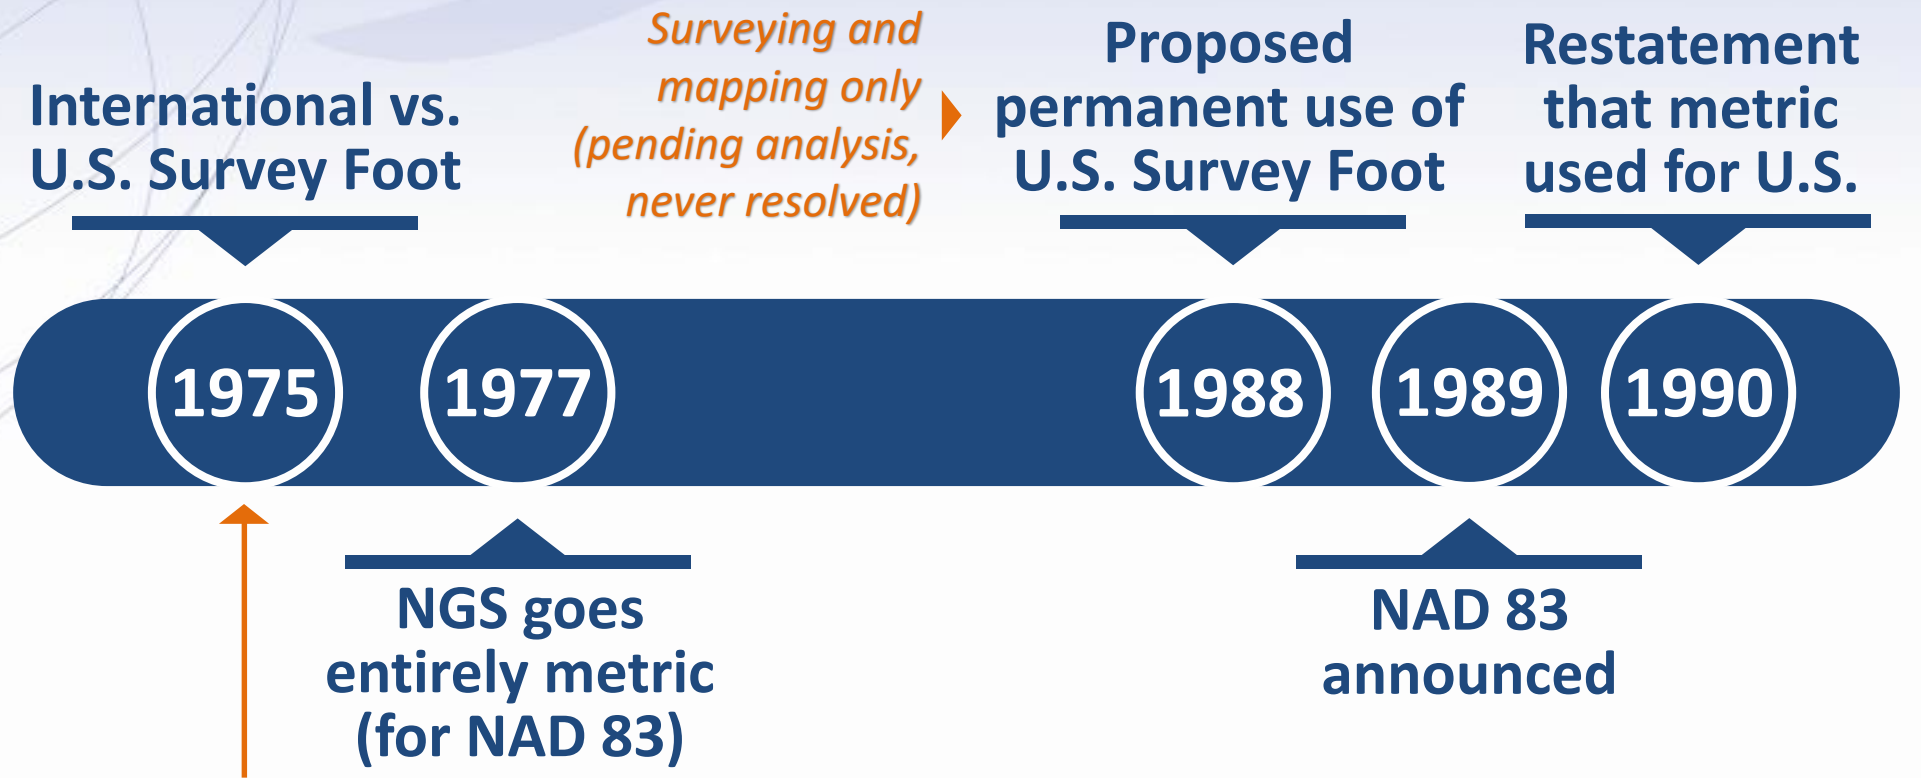 International vs.
U.S. Survey Foot
Surveying and
mapping only
(pending analysis,
never resolved)
Proposed
permanent use of
U.S. Survey Foot
Restatement
that metric
used for U.S.
1975
1977
1988
1989
1990
NGS goes
entirely metric
(for NAD 83)
NAD 83
announced